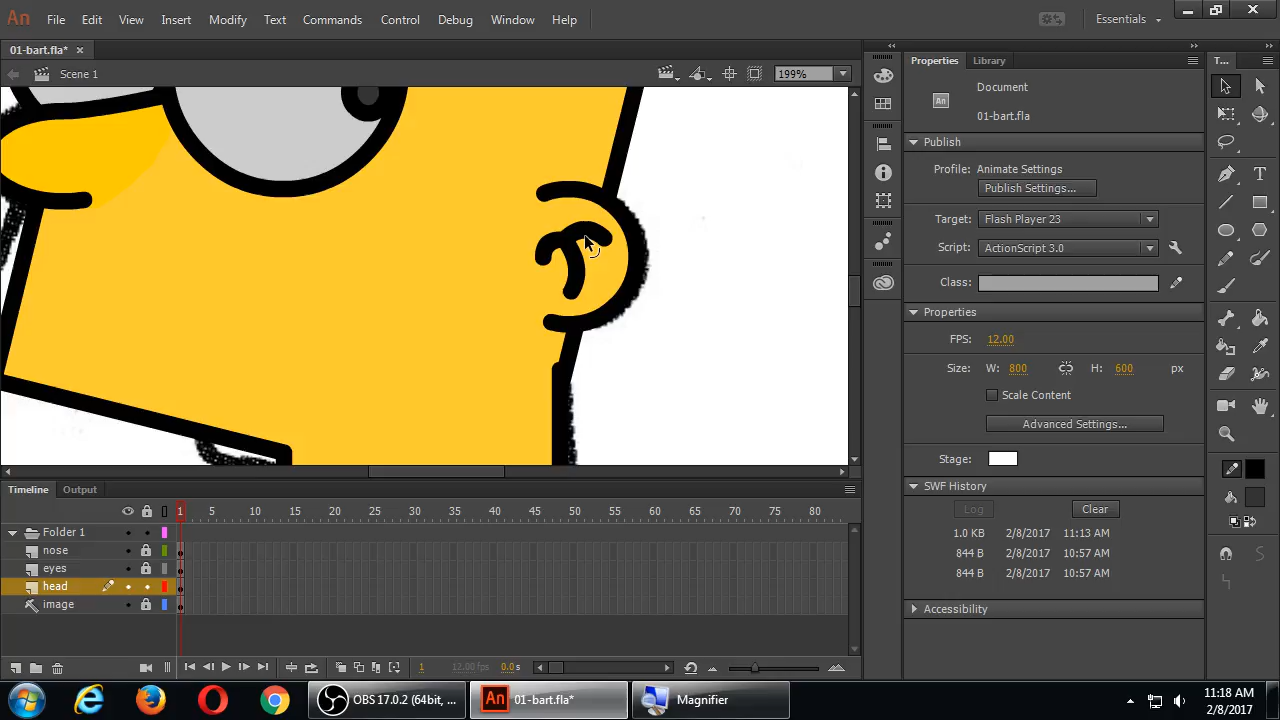 An File Edit View Insert Modify Text Commands Control Debug Window Help Essentials
01-bart.fla*
Scene 1 199%
Properties Library T...
Document
01-bart.fla
Publish
Profile: Animate Settings
Publish Settings...
Target: Flash Player 23
Script: ActionScript 3.0
Class:
Properties
FPS: 12.00
Size: W: 800 H: 600 px
Scale Content
Advanced Settings...
Stage:
SWF History
Log Clear
1.0 KB 2/8/2017 11:13 AM
844 B 2/8/2017 10:57 AM
844 B 2/8/2017 10:57 AM
Accessibility
Timeline Output
1 5 10 15 20 25 30 35 40 45 50 55 60 65 70 75 80
Folder 1
nose
eyes
head
image
1 12.00 fps 0.0 s
OBS 17.0.2 (64bit, ... An 01-bart.fla* Magnifier 11:18 AM
2/8/2017